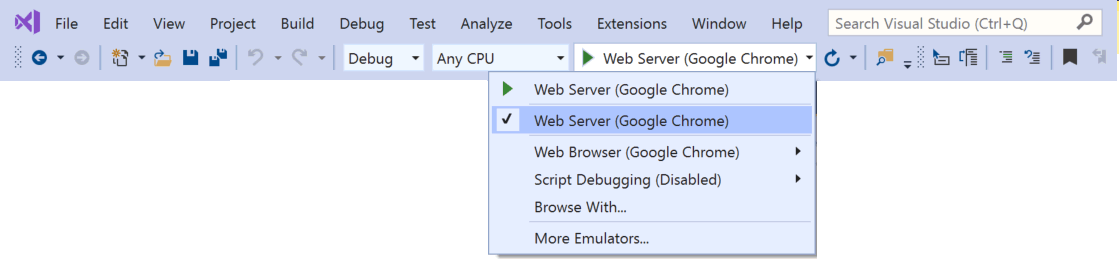 File Edit View Project Build Debug Test Analyze Tools Extensions Window Help Search Visual Studio (Ctrl+Q)
Debug Any CPU Web Server (Google Chrome)
Web Server (Google Chrome)
Web Server (Google Chrome)
Web Browser (Google Chrome)
Script Debugging (Disabled)
Browse With...
More Emulators...